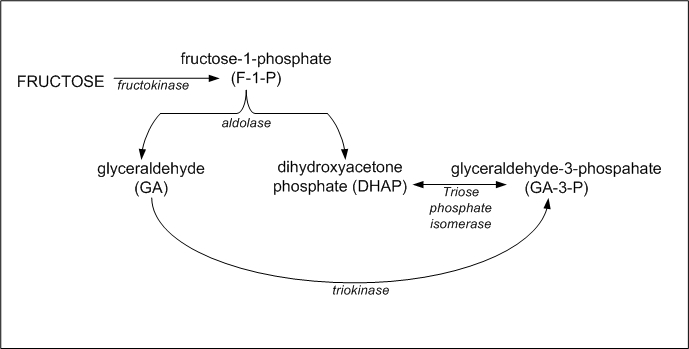 fructose-1-phosphate
(F-1-P)
FRUCTOSE
fructokinase
aldolase
glyceraldehyde
(GA)
dihydroxyacetone
phosphate (DHAP)
glyceraldehyde-3-phospahate
(GA-3-P)
Triose
phosphate
isomerase
triokinase